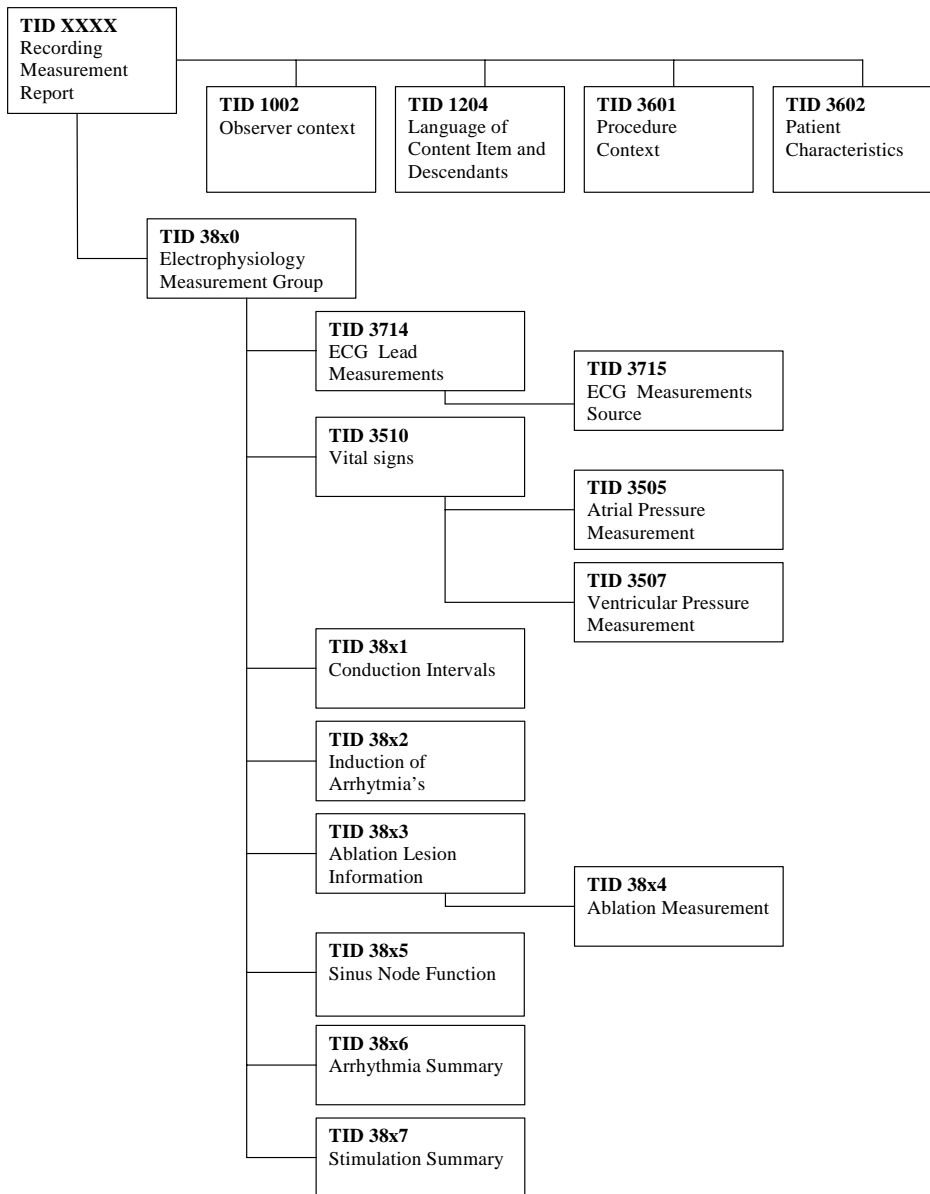 TID XXXX
Recording
Measurement
Report
TID 1002
Observer context
TID 1204
Language of
Content Item and
Descendants
TID 3601
Procedure
Context
TID 3602
Patient
Characteristics
TID 38x0
Electrophysiology
Measurement Group
TID 3714
ECG Lead
Measurements
TID 3715
ECG Measurements
Source
TID 3510
Vital signs
TID 3505
Atrial Pressure
Measurement
TID 3507
Ventricular Pressure
Measurement
TID 38x1
Conduction Intervals
TID 38x2
Induction of
Arrhytmia's
TID 38x3
Ablation Lesion
Information
TID 38x4
Ablation Measurement
TID 38x5
Sinus Node Function
TID 38x6
Arrhythmia Summary
TID 38x7
Stimulation Summary